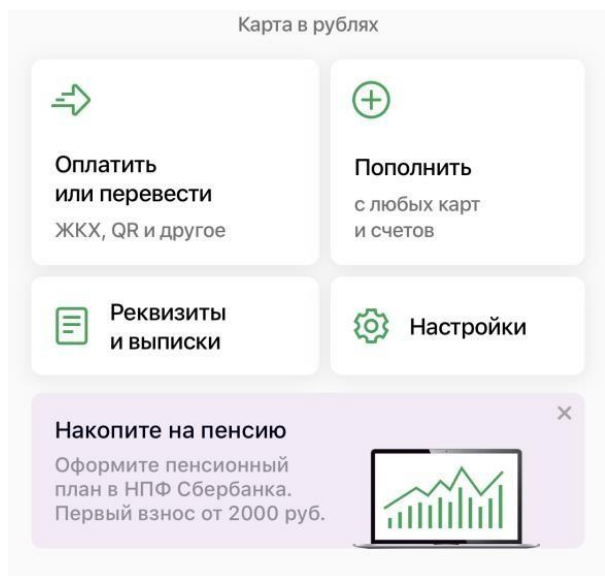 Карта в рублях
Оплатить
или перевести
ЖКХ, QR и другое
Пополнить
с любых карт
и счетов
Реквизиты
и выписки
Настройки
Накопите на пенсию
Оформите пенсионный
план в НПФ Сбербанка.
Первый взнос от 2000 руб.